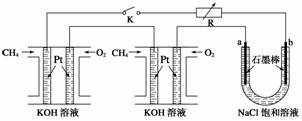 K R
CH₄ Pt O₂ CH₄ Pt O₂ a b 石墨棒
KOH 溶液 KOH 溶液 NaCl 饱和溶液